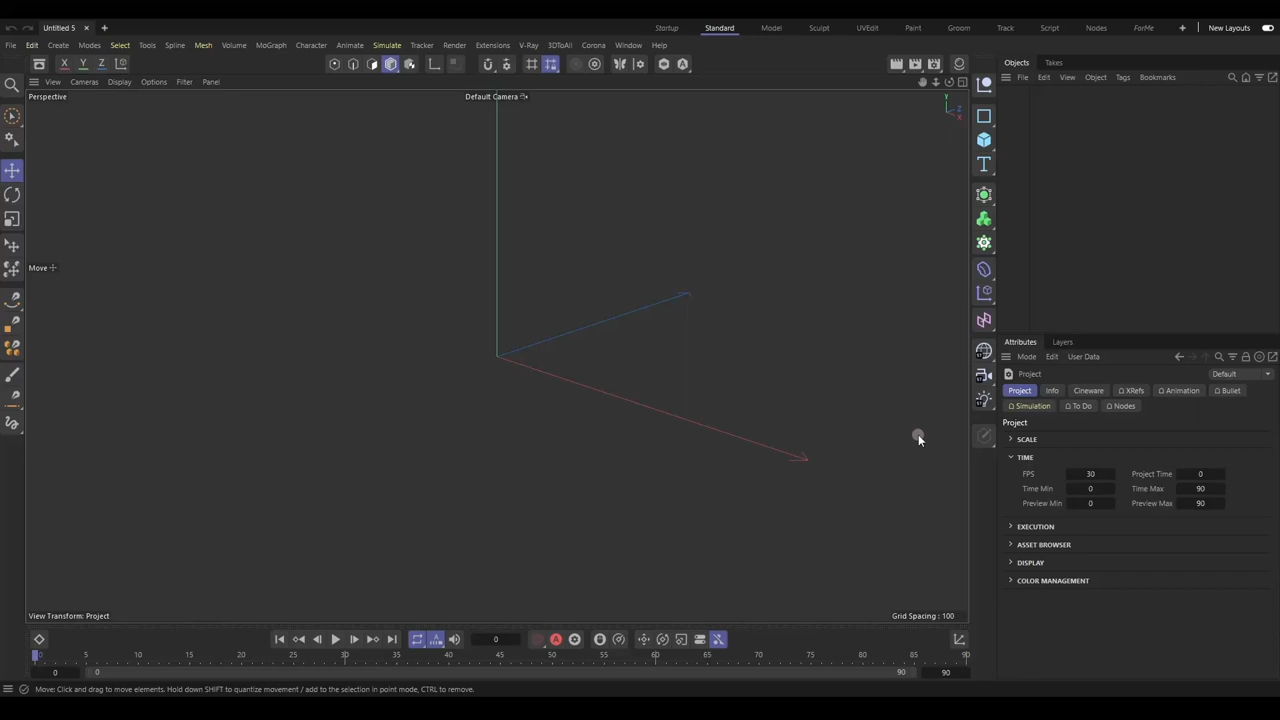 Untitled 5
Startup Standard Model Sculpt UVEdit Paint Groom Track Script Nodes ForMe New Layouts
File Edit Create Modes Select Tools Spline Mesh Volume MoGraph Character Animate Simulate Tracker Render Extensions V-Ray 3DToAll Corona Window Help
X Y Z
Objects Takes
View Cameras Display Options Filter Panel
File Edit View Object Tags Bookmarks
Perspective
Default Camera
Y
Z
X
Move
Attributes Layers
Mode Edit User Data
Project Default
Project Info Cineware XRefs Animation Bullet
Simulation To Do Nodes
Project
SCALE
TIME
FPS 30 Project Time 0
Time Min 0 Time Max 90
Preview Min 0 Preview Max 90
EXECUTION
ASSET BROWSER
DISPLAY
COLOR MANAGEMENT
View Transform: Project
Grid Spacing : 100
0
0 5 10 15 20 25 30 35 40 45 50 55 60 65 70 75 80 85 90
0 0 90 90
Move: Click and drag to move elements. Hold down SHIFT to quantize movement / add to the selection in point mode, CTRL to remove.